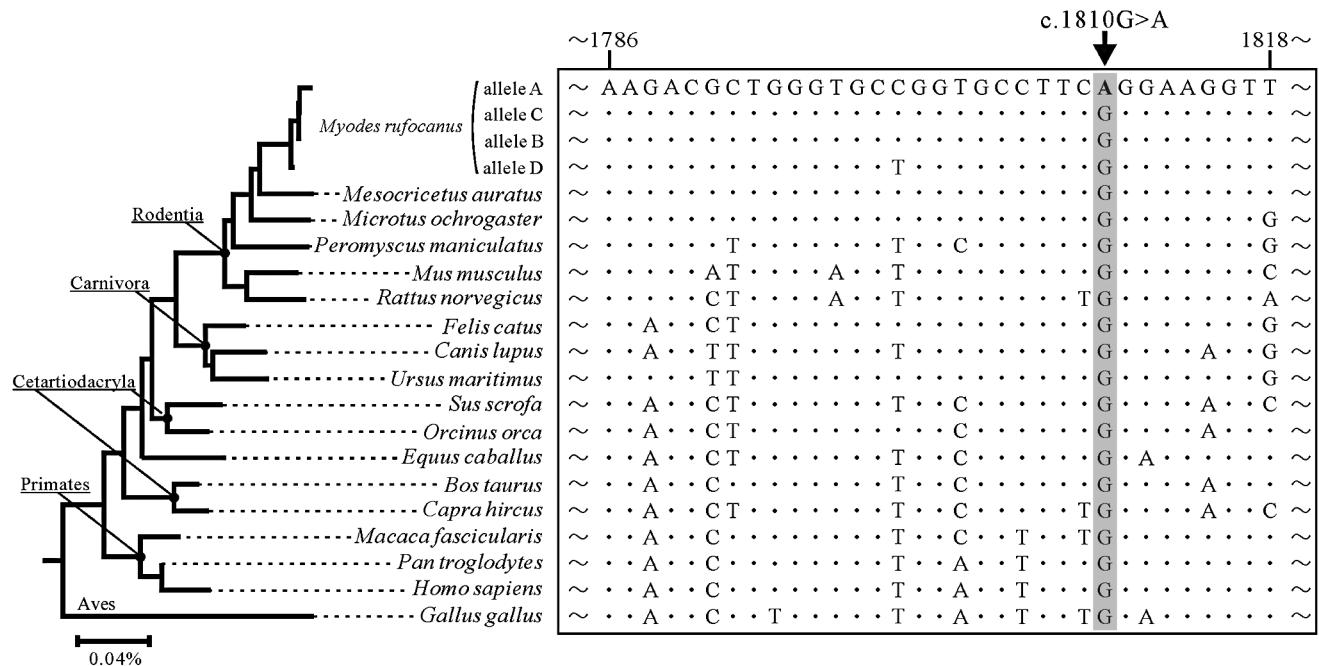 c.1810G>A
~1786 1818~
allele A ~ A A G A C G C T G G G T G C C G G T G C C T T C A G G A A G G T T ~
Myodes rufocanus
allele C ~ · · · · · · · · · · · · · · · · · · · · · · · · G · · · · · · · · ~
allele B ~ · · · · · · · · · · · · · · · · · · · · · · · · G · · · · · · · · ~
allele D ~ · · · · · · · · · · · · · · T · · · · · · · · · G · · · · · · · · ~
Mesocricetus auratus ~ · · · · · · · · · · · · · · · · · · · · · · · · G · · · · · · · · ~
Rodentia
Microtus ochrogaster ~ · · · · · · · · · · · · · · · · · · · · · · · · G · · · · · · · G ~
Peromyscus maniculatus ~ · · · · · · T · · · · · · · T · · C · · · · · · G · · · · · · · G ~
Mus musculus ~ · · · · · A T · · · · A · · T · · · · · · · · · G · · · · · · · C ~
Carnivora
Rattus norvegicus ~ · · · · · C T · · · · A · · T · · · · · · · · T G · · · · · · · A ~
Felis catus ~ · · A · · C T · · · · · · · · · · · · · · · · · G · · · · · · · G ~
Canis lupus ~ · · A · · T T · · · · · · · T · · · · · · · · · G · · · · A · · G ~
Cetartiodacryla
Ursus maritimus ~ · · · · · T T · · · · · · · · · · · · · · · · · G · · · · · · · G ~
Sus scrofa ~ · · A · · C T · · · · · · · T · · C · · · · · · G · · · · A · · C ~
Orcinus orca ~ · · A · · C T · · · · · · · · · · C · · · · · · G · · · · A · · · ~
Equus caballus ~ · · A · · C T · · · · · · · T · · C · · · · · · G · A · · · · · · ~
Primates
Bos taurus ~ · · A · · C · · · · · · · · T · · C · · · · · · G · · · · A · · · ~
Capra hircus ~ · · A · · C T · · · · · · · T · · C · · · · · T G · · · · A · · C ~
Macaca fascicularis ~ · · A · · C · · · · · · · · T · · C · · T · · T G · · · · · · · · ~
Pan troglodytes ~ · · A · · C · · · · · · · · T · · A · · T · · · G · · · · · · · · ~
Homo sapiens ~ · · A · · C · · · · · · · · T · · A · · T · · · G · · · · · · · · ~
Aves
Gallus gallus ~ · · A · · C · · T · · · · · T · · A · · T · · T G · A · · · · · · ~
0.04%